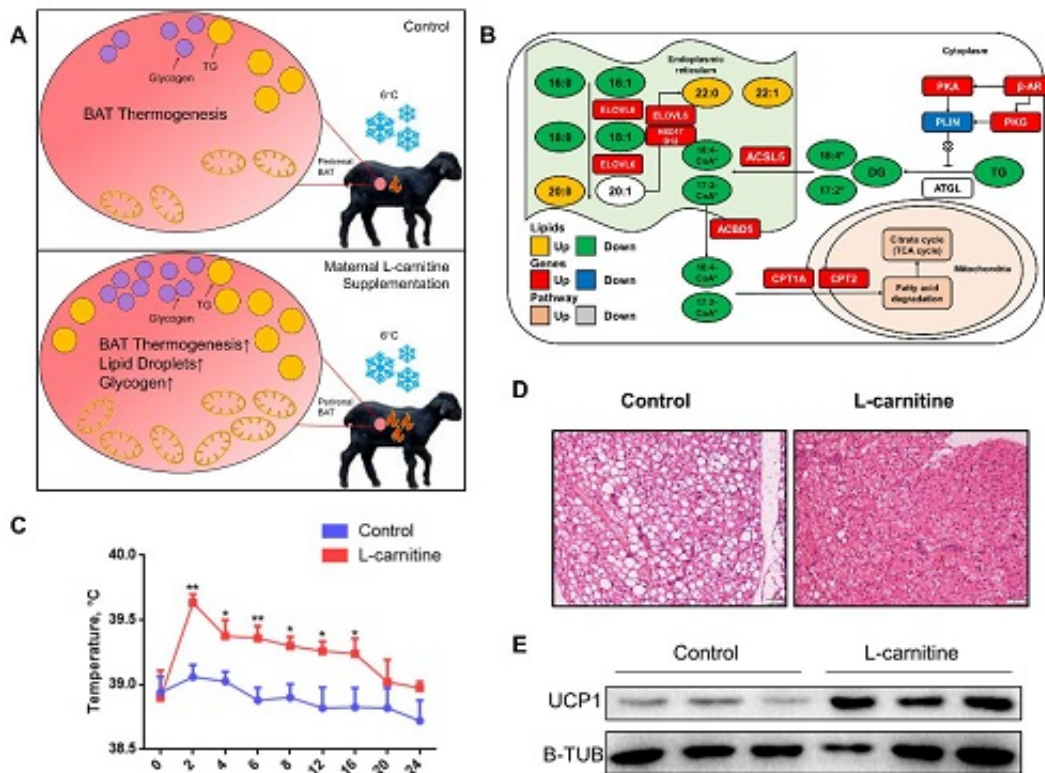 A
Control
Glycogen
TG
6°C
BAT Thermogenesis
Perirenal
BAT
Maternal L-carnitine
Supplementation
Glycogen
TG
6°C
BAT Thermogenesis↑
Lipid Droplets↑
Glycogen↑
Perirenal
BAT
B
Endoplasmic
reticulum
Cytoplasm
16:0
16:1
22:0
22:1
PKA
β-AR
ELOVL6
ELOVL5
PLIN
PKG
18:0
18:1
18:4-
CoA*
ACSL5
18:4*
DG
TG
ELOVL6
17:2-
CoA*
17:2*
ATGL
20:0
20:1
ACBD5
Lipids
Up
Down
Genes
Up
Down
Pathway
Up
Down
CoA*
17:2-
CoA*
CPT1A
CPT2
Citrate cycle
(TCA cycle)
Mitochondria
Fatty acid
degradation
C
Control
L-carnitine
Temperature, °C
40.0
39.5
39.0
38.5
** * ** * * *
0 2 4 6 8 12 16 20 24
D
Control
L-carnitine
E
Control
L-carnitine
UCP1
B-TUB